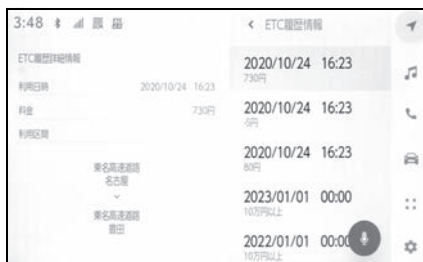 3:48
ETC履歴詳細情報
利用日時 2020/10/24 16:23
料金 730円
利用区間
東名高速道路
名古屋
東名高速道路
豊田
ETC履歴情報
2020/10/24 16:23
730円
2020/10/24 16:23
-5円
2020/10/24 16:23
60円
2023/01/01 00:00
10万円以上
2022/01/01 00:00
10万円以上